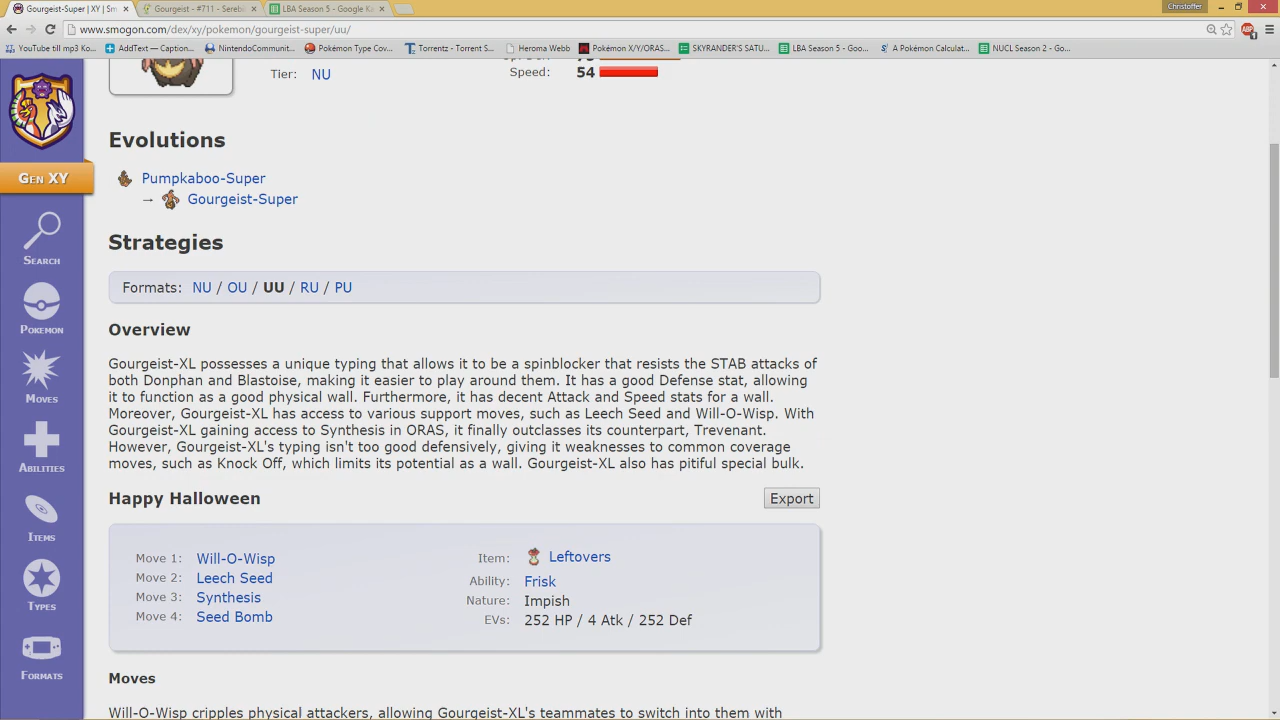 Gourgeist-Super | XY | Sm
Gourgeist - #711 - Sereb
LBA Season 5 - Google Ka
Christoffer
www.smogon.com/dex/xy/pokemon/gourgeist-super/uu/
YouTube till mp3 Ko...
AddText — Caption...
NintendoCommunit...
Pokémon Type Cov...
Torrentz - Torrent S...
Heroma Webb
Pokémon X/Y/ORAS...
SKYRANDER'S SATU...
LBA Season 5 - Goo...
A Pokémon Calculat...
NUCL Season 2 - Go...
Tier: NU
Speed: 54
Evolutions
Pumpkaboo-Super
→ Gourgeist-Super
Strategies
Formats: NU / OU / UU / RU / PU
Overview
Gourgeist-XL possesses a unique typing that allows it to be a spinblocker that resists the STAB attacks of
both Donphan and Blastoise, making it easier to play around them. It has a good Defense stat, allowing
it to function as a good physical wall. Furthermore, it has decent Attack and Speed stats for a wall.
Moreover, Gourgeist-XL has access to various support moves, such as Leech Seed and Will-O-Wisp. With
Gourgeist-XL gaining access to Synthesis in ORAS, it finally outclasses its counterpart, Trevenant.
However, Gourgeist-XL's typing isn't too good defensively, giving it weaknesses to common coverage
moves, such as Knock Off, which limits its potential as a wall. Gourgeist-XL also has pitiful special bulk.
Happy Halloween
Export
Move 1: Will-O-Wisp
Move 2: Leech Seed
Move 3: Synthesis
Move 4: Seed Bomb
Item: Leftovers
Ability: Frisk
Nature: Impish
EVs: 252 HP / 4 Atk / 252 Def
Moves
Will-O-Wisp cripples physical attackers, allowing Gourgeist-XL's teammates to switch into them with
GEN XY
SEARCH
POKEMON
MOVES
ABILITIES
ITEMS
TYPES
FORMATS